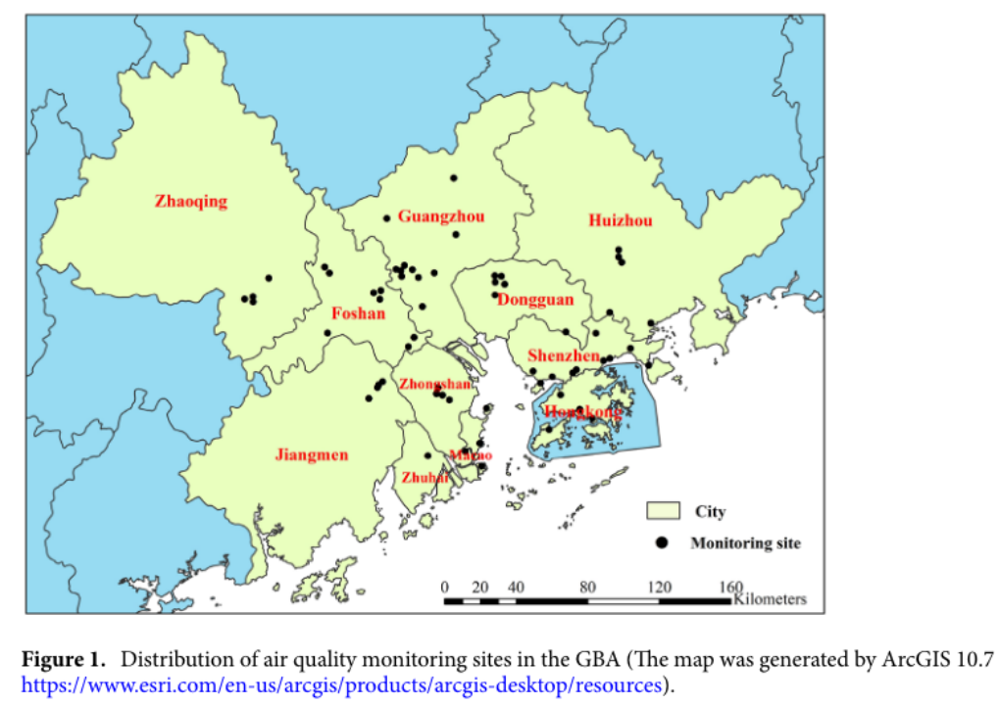 Zhaoqing
Guangzhou
Huizhou
Foshan
Dongguan
Shenzhen
Zhongshan
Hongkong
Jiangmen
Macao
Zhuhai
City
Monitoring site
0 20 40 80 120 160
Kilometers
Figure 1. Distribution of air quality monitoring sites in the GBA (The map was generated by ArcGIS 10.7
https://www.esri.com/en-us/arcgis/products/arcgis-desktop/resources).